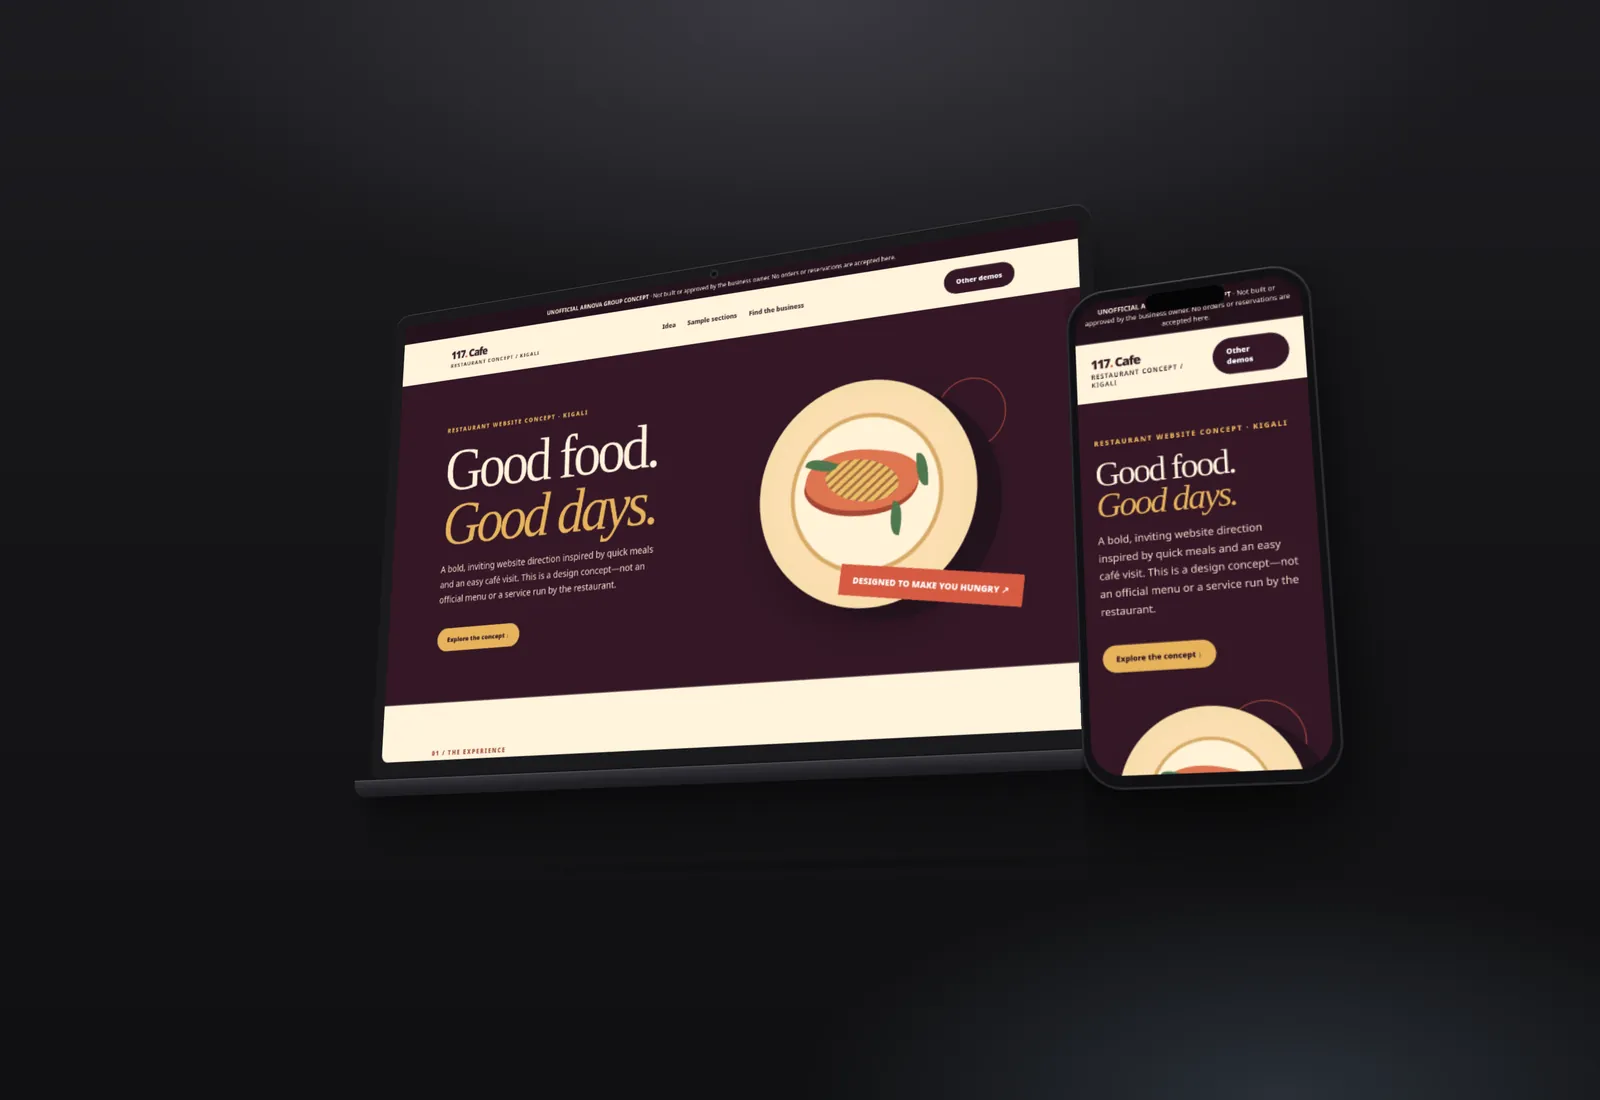 UNOFFICIAL ARNOVA GROUP CONCEPT · Not built or approved by the business owner. No orders or reservations are accepted here.
117. Cafe
RESTAURANT CONCEPT / KIGALI
Idea
Sample sections
Find the business
Other demos
RESTAURANT WEBSITE CONCEPT · KIGALI
Good food.
Good days.
A bold, inviting website direction inspired by quick meals
and an easy café visit. This is a design concept—not an
official menu or a service run by the restaurant.
Explore the concept ↓
DESIGNED TO MAKE YOU HUNGRY ↗
01 / THE EXPERIENCE
UNOFFICIAL · Not built or
approved by the business owner. No orders or reservations are
accepted here.
117. Cafe
RESTAURANT CONCEPT /
KIGALI
Other
demos
RESTAURANT WEBSITE CONCEPT · KIGALI
Good food.
Good days.
A bold, inviting website direction
inspired by quick meals and an easy
café visit. This is a design concept—not
an official menu or a service run by the
restaurant.
Explore the concept ↓